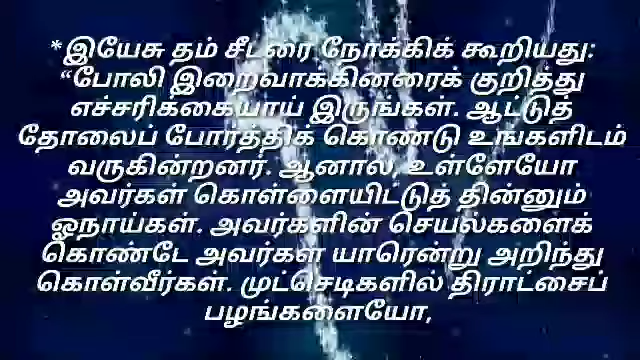 *இயேசு தம் சீடரை நோக்கிக் கூறியது:
“போலி இறைவாக்கினரைக் குறித்து
எச்சரிக்கையாய் இருங்கள். ஆட்டுத்
தோலைப் போர்த்திக் கொண்டு உங்களிடம்
வருகின்றனர். ஆனால், உள்ளேயோ
அவர்கள் கொள்ளையிட்டுத் தின்னும்
ஓநாய்கள். அவர்களின் செயல்களைக்
கொண்டே அவர்கள் யாரென்று அறிந்து
கொள்வீர்கள். முட்செடிகளில் திராட்சைப்
பழங்களையோ,